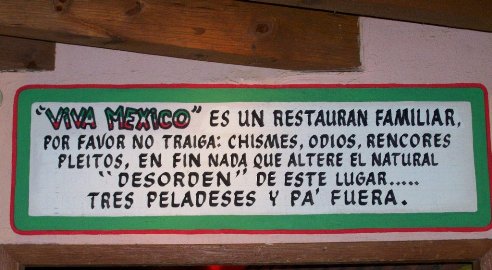 "VIVA MEXICO" ES UN RESTAURAN FAMILIAR,
POR FAVOR NO TRAIGA: CHISMES, ODIOS, RENCORES
PLEITOS, EN FIN NADA QUE ALTERE EL NATURAL
"DESORDEN" DE ESTE LUGAR.....
TRES PELADESES Y PA' FUERA.